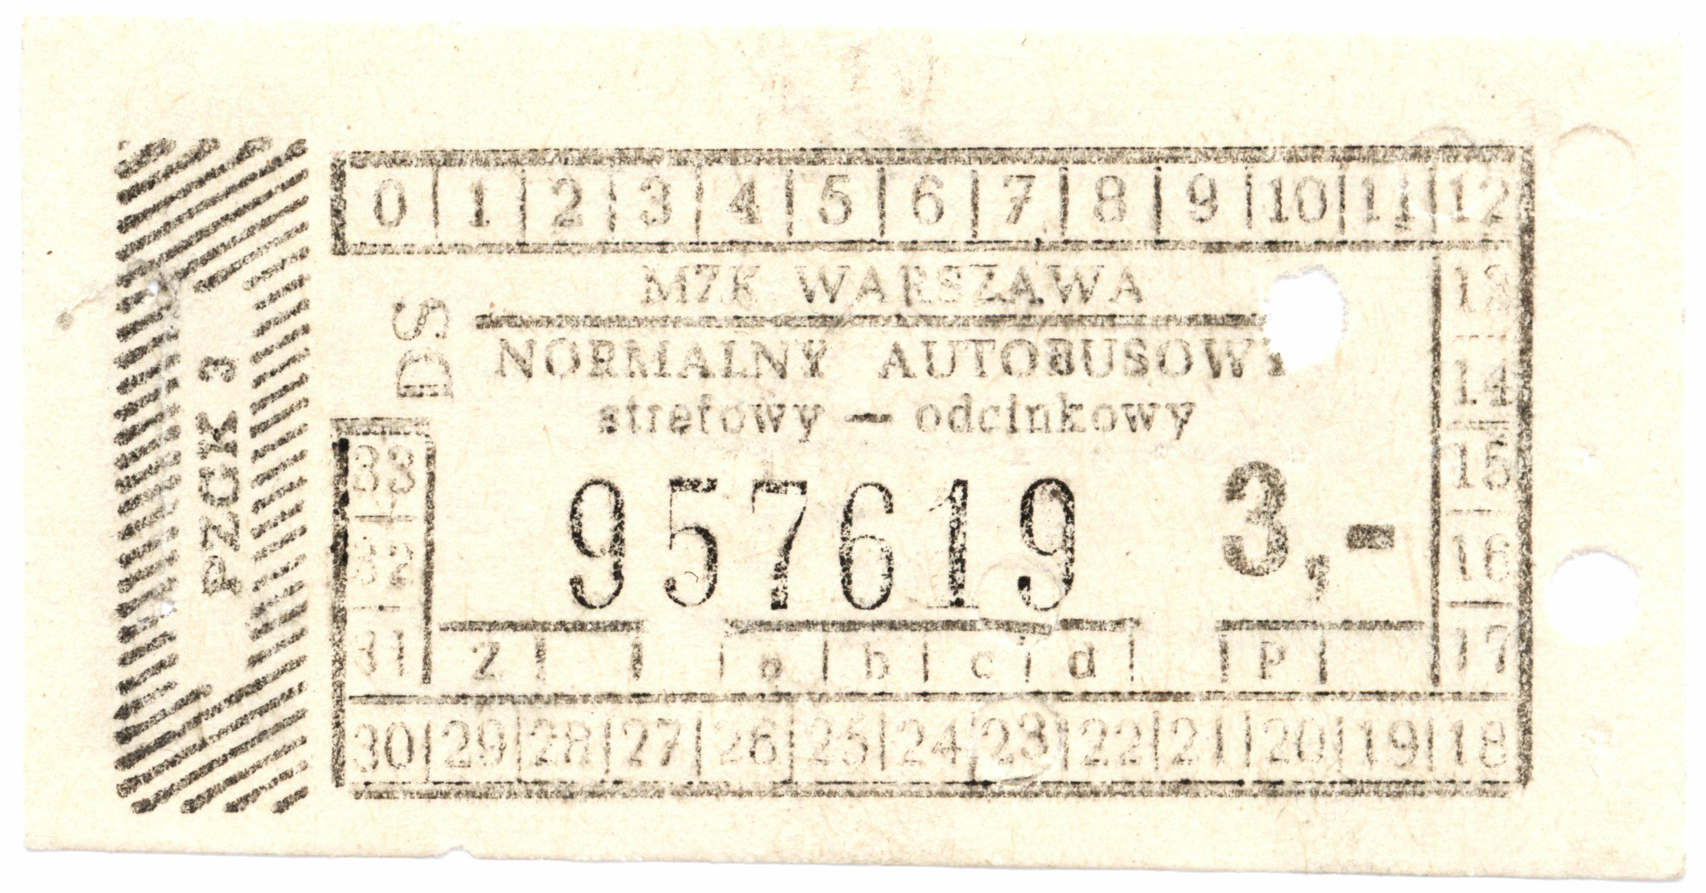 PZGK 3
0 1 2 3 4 5 6 7 8 9 10 11 12
MZK WARSZAWA
DS
NORMALNY AUTOBUSOWY
strefowy — odcinkowy
957619 3,-
13
14
15
16
17
33
32
31
Z a b c d P
30 29 28 27 26 25 24 23 22 21 20 19 18